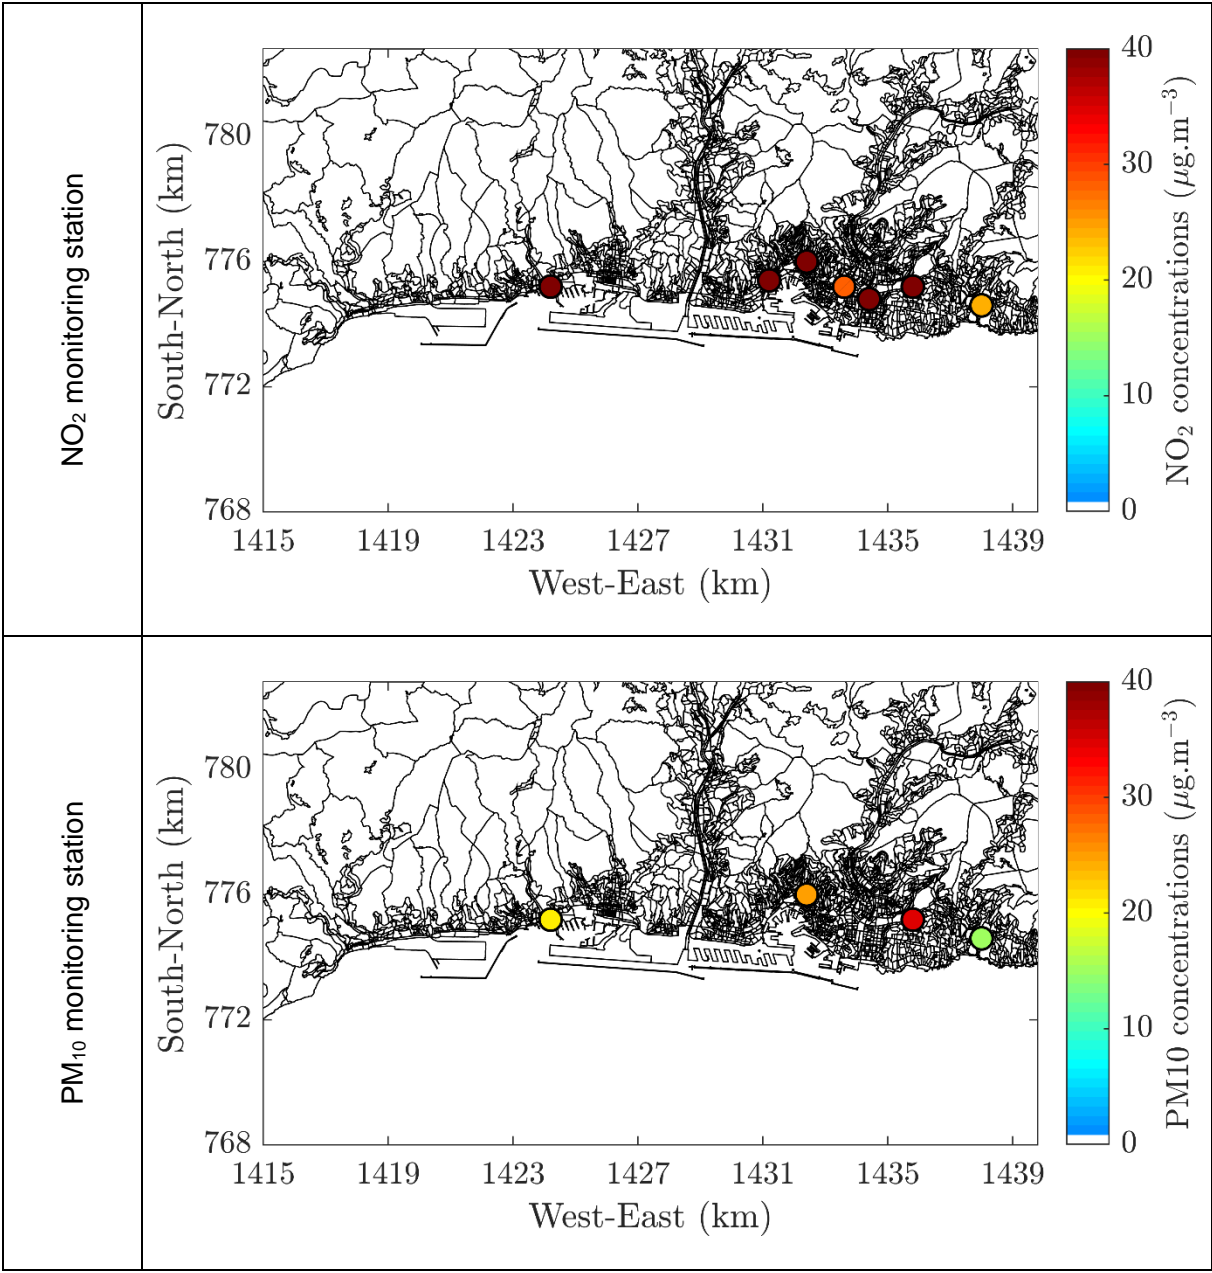 NO₂ monitoring station
780
776
772
768
1415 1419 1423 1427 1431 1435 1439
South-North (km)
West-East (km)
40
30
20
10
0
NO₂ concentrations (μg.m⁻³)
PM₁₀ monitoring station
780
776
772
768
1415 1419 1423 1427 1431 1435 1439
South-North (km)
West-East (km)
40
30
20
10
0
PM10 concentrations (μg.m⁻³)